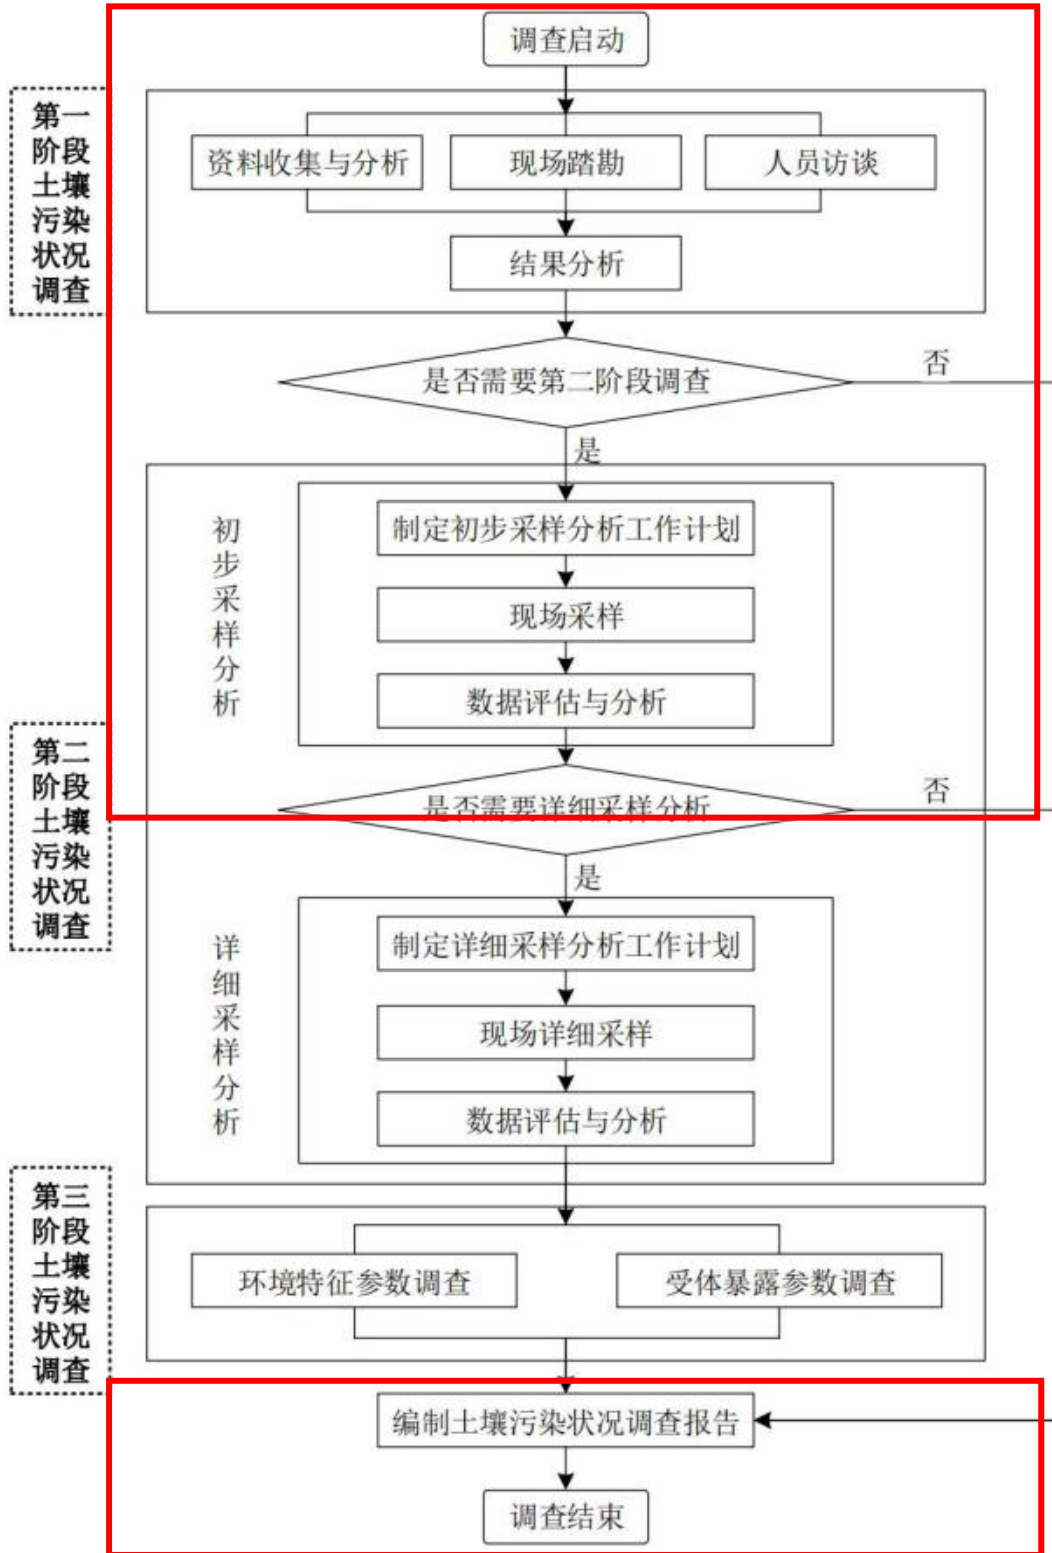 调查启动
第一
阶段
土壤
污染
状况
调查
资料收集与分析
现场踏勘
人员访谈
结果分析
是否需要第二阶段调查
否
是
初
步
采
样
分
析
制定初步采样分析工作计划
现场采样
数据评估与分析
第二
阶段
土壤
污染
状况
调查
是否需要详细采样分析
否
是
详
细
采
样
分
析
制定详细采样分析工作计划
现场详细采样
数据评估与分析
第三
阶段
土壤
污染
状况
调查
环境特征参数调查
受体暴露参数调查
编制土壤污染状况调查报告
调查结束